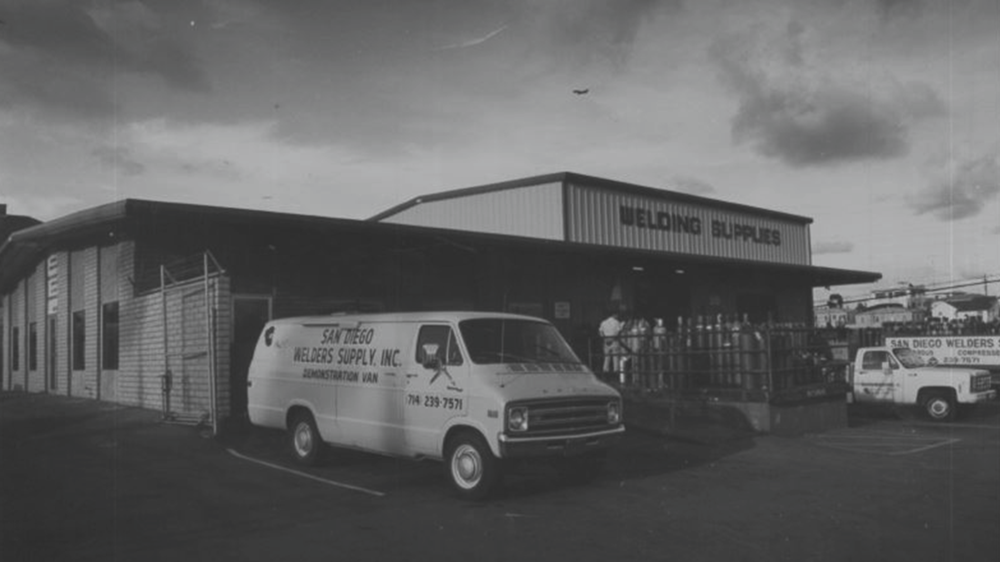 WELDING SUPPLIES
SAN DIEGO
WELDERS SUPPLY, INC.
DEMONSTRATION VAN
714 239-7571
SAN DIEGO WELDERS
COMPRESSE
239-7571